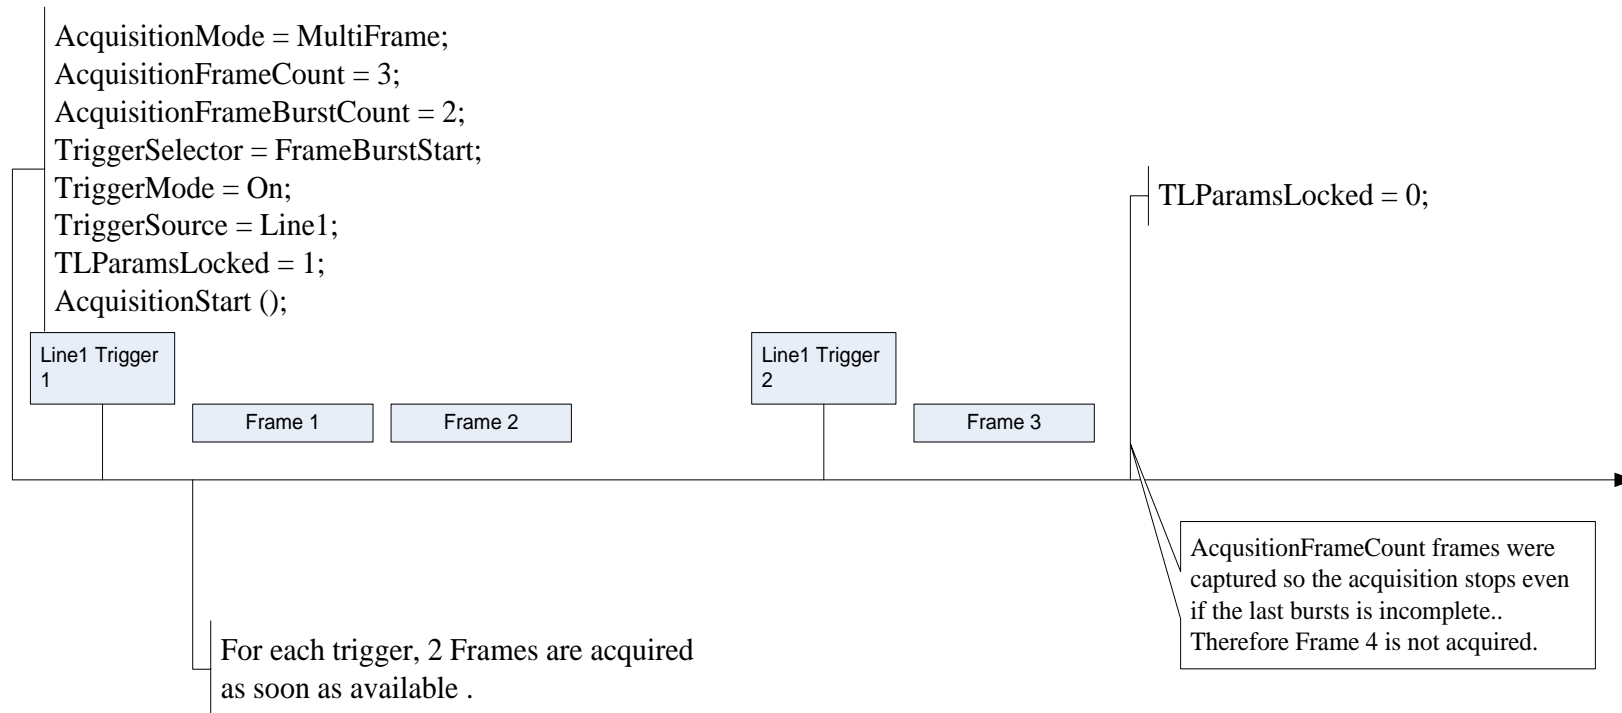 AcquisitionMode = MultiFrame;
AcquisitionFrameCount = 3;
AcquisitionFrameBurstCount = 2;
TriggerSelector = FrameBurstStart;
TriggerMode = On;
TriggerSource = Line1;
TLParamsLocked = 1;
AcquisitionStart ();
TLParamsLocked = 0;
Line1 Trigger
1
Line1 Trigger
2
Frame 1
Frame 2
Frame 3
AcqusitionFrameCount frames were
captured so the acquisition stops even
if the last bursts is incomplete..
Therefore Frame 4 is not acquired.
For each trigger, 2 Frames are acquired
as soon as available .